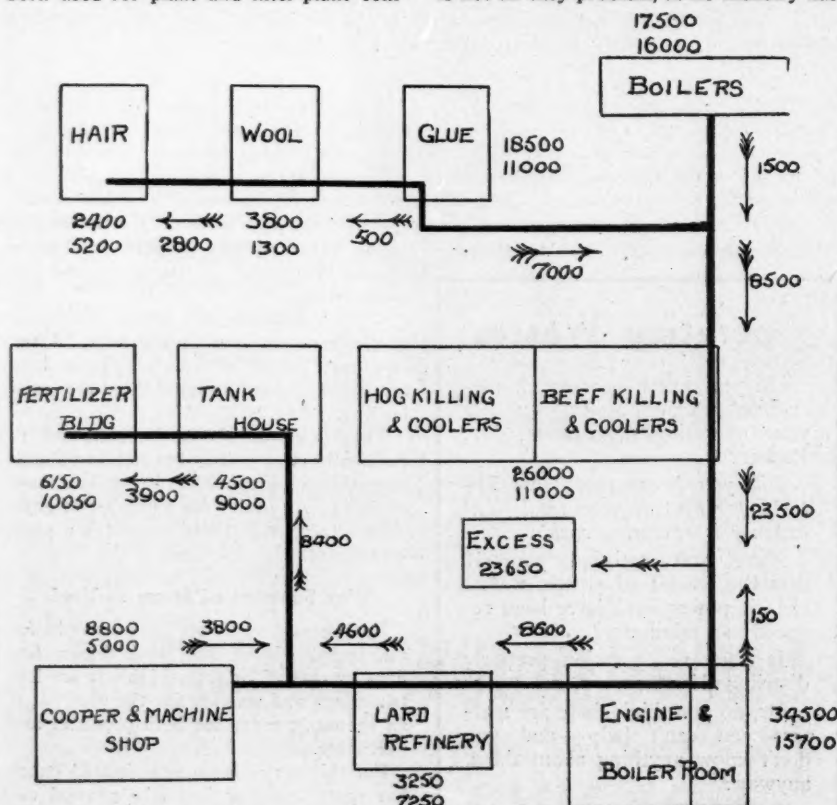 17500
16000
BOILERS
HAIR
WOOL
GLUE
18500
11000
1500
2400
5200
2800
3800
1300
500
7000
8500
FERTILIZER
BLDG
TANK
HOUSE
HOG KILLING
& COOLERS
BEEF KILLING
& COOLERS
6150
10050
3900
4500
9000
26000
11000
23500
8400
EXCESS
23650
150
8800
5000
3800
4600
8600
COOPER & MACHINE
SHOP
LARD
REFINERY
ENGINE &
BOILER ROOM
34500
15700
3250
7250